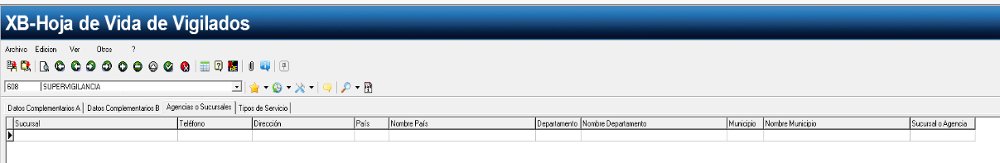 XB-Hoja de Vida de Vigilados
Archivo Edicion Ver Otros ?
608 SUPERVIGILANCIA
Datos Complementarios A Datos Complementarios B Agencias o Sucursales Tipos de Servicio
Sucursal Teléfono Dirección País Nombre País Departamento Nombre Departamento Municipio Nombre Municipio Sucursal o Agencia